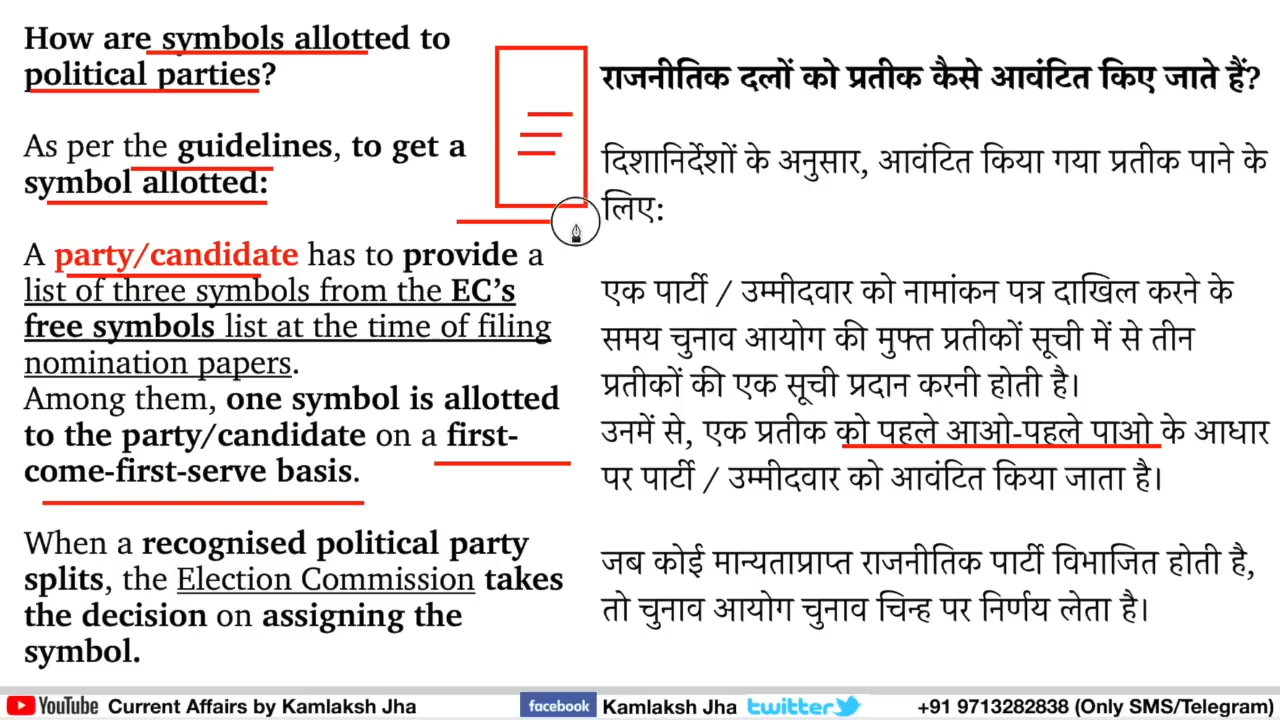 How are symbols allotted to
political parties?
As per the guidelines, to get a
symbol allotted:
A party/candidate has to provide a
list of three symbols from the EC’s
free symbols list at the time of filing
nomination papers.
Among them, one symbol is allotted
to the party/candidate on a first-
come-first-serve basis.
When a recognised political party
splits, the Election Commission takes
the decision on assigning the
symbol.
राजनीतिक दलों को प्रतीक कैसे आवंटित किए जाते हैं?
दिशानिर्देशों के अनुसार, आवंटित किया गया प्रतीक पाने के
लिए:
एक पार्टी / उम्मीदवार को नामांकन पत्र दाखिल करने के
समय चुनाव आयोग की मुफ्त प्रतीकों सूची में से तीन
प्रतीकों की एक सूची प्रदान करनी होती है।
उनमें से, एक प्रतीक को पहले आओ-पहले पाओ के आधार
पर पार्टी / उम्मीदवार को आवंटित किया जाता है।
जब कोई मान्यताप्राप्त राजनीतिक पार्टी विभाजित होती है,
तो चुनाव आयोग चुनाव चिन्ह पर निर्णय लेता है।
YouTube Current Affairs by Kamlaksh Jha facebook Kamlaksh Jha twitter +91 9713282838 (Only SMS/Telegram)